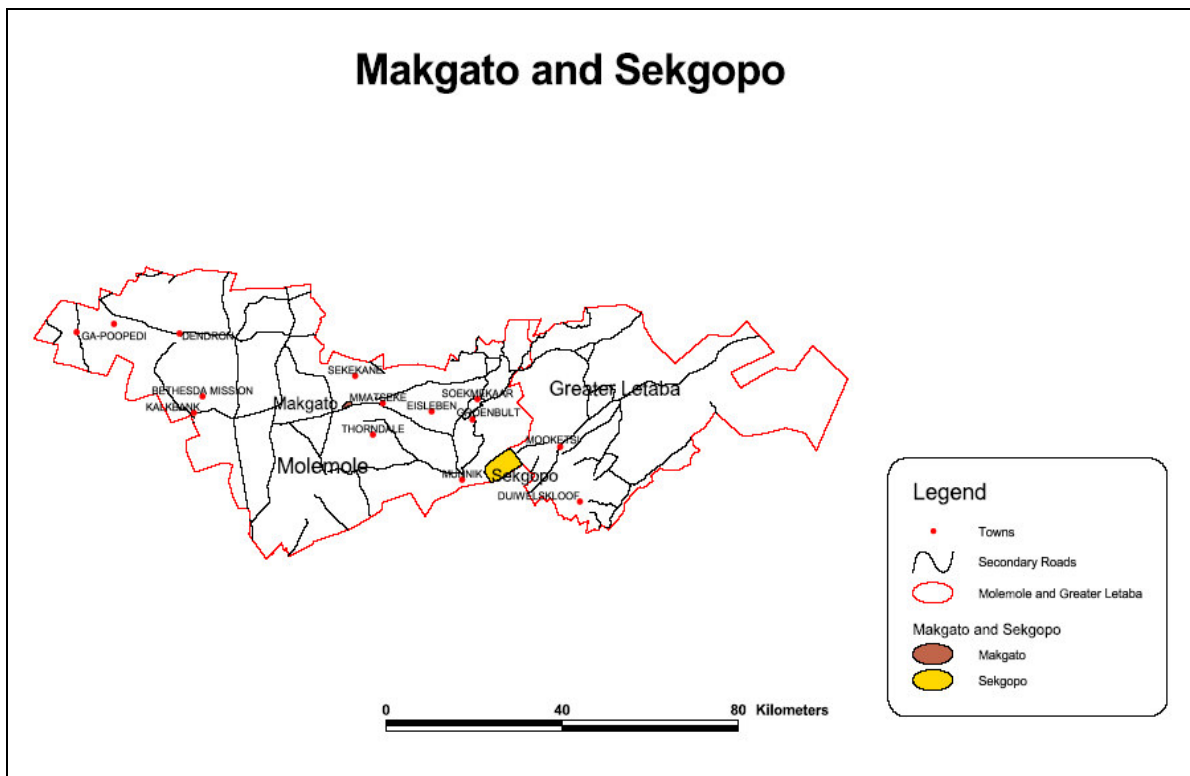 Makgato and Sekgopo
GA-POOPEDI
DENDRON
SEKEKANE
BETHESDA MISSION
KALKBANK
Makgato
MMATSEKE
EISLEBEN
SOEKMEKAAR
GROENBULT
Greater Letaba
THORNDALE
MOOKETSI
Molemole
MUNNIK
Sekgopo
DUIWELSKLOOF
Legend
Towns
Secondary Roads
Molemole and Greater Letaba
Makgato and Sekgopo
Makgato
Sekgopo
0 40 80 Kilometers